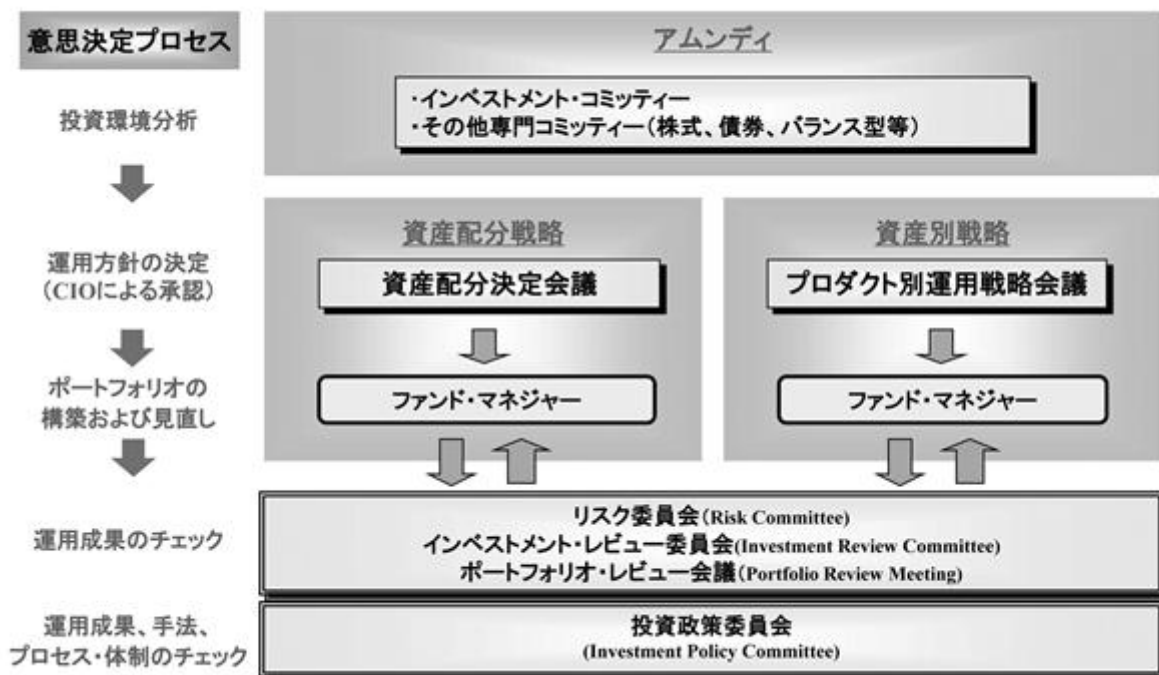 意思決定プロセス
アムンディ
・インベストメント・コミッティー
・その他専門コミッティー（株式、債券、バランス型等）
投資環境分析
資産配分戦略
資産別戦略
運用方針の決定
（CIOによる承認）
資産配分決定会議
プロダクト別運用戦略会議
ポートフォリオの
構築および見直し
ファンド・マネジャー
ファンド・マネジャー
運用成果のチェック
リスク委員会（Risk Committee）
インベストメント・レビュー委員会(Investment Review Committee)
ポートフォリオ・レビュー会議(Portfolio Review Meeting)
運用成果、手法、
プロセス・体制のチェック
投資政策委員会
(Investment Policy Committee)